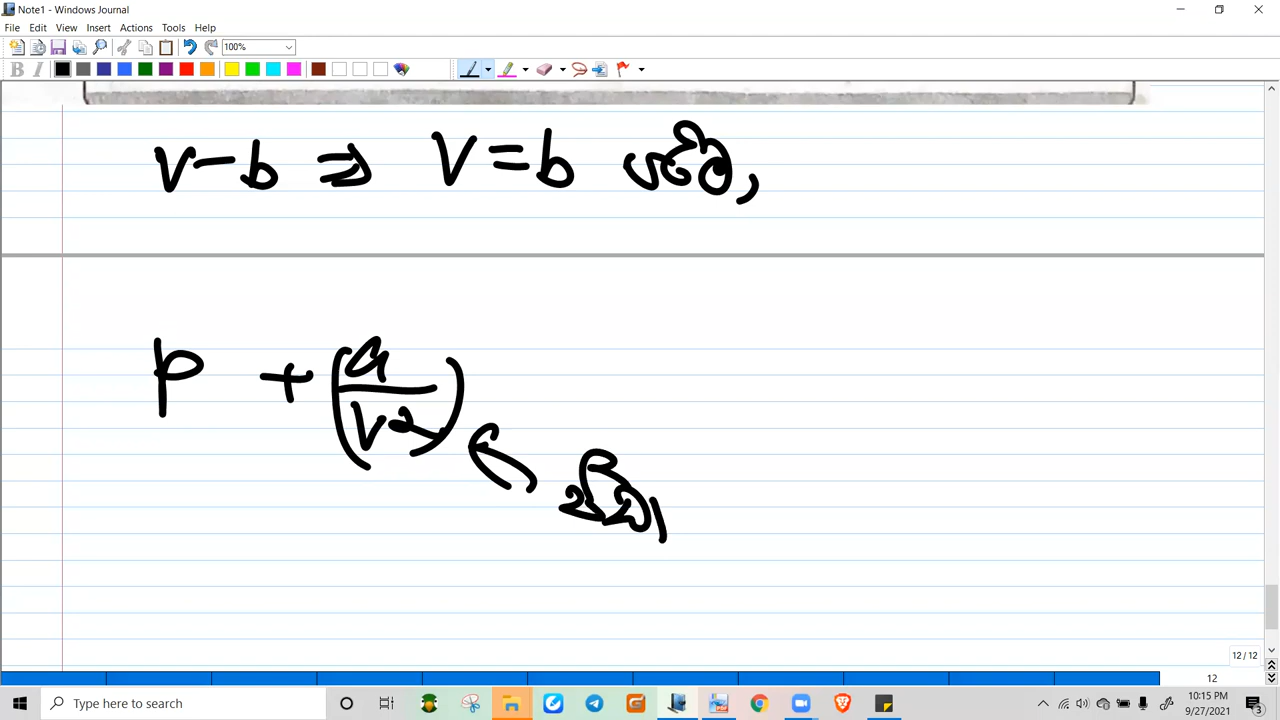 Note1 - Windows Journal
File Edit View Insert Actions Tools Help
100%
B I
V - b ⇒ V = b
P + (a/V2)
12 / 12
12
Type here to search
10:15 PM
9/27/2021
3